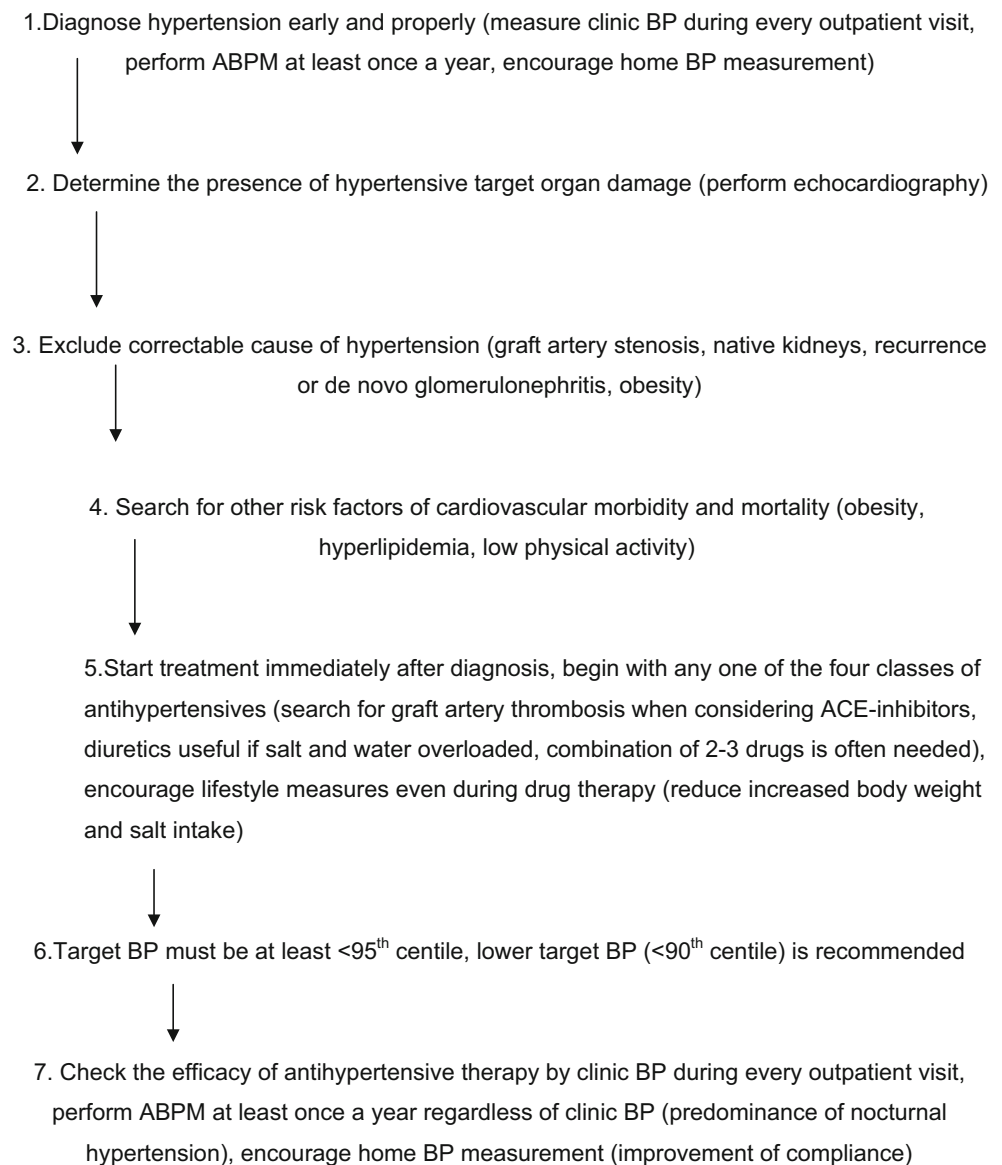 1.Diagnose hypertension early and properly (measure clinic BP during every outpatient visit,
perform ABPM at least once a year, encourage home BP measurement)
2. Determine the presence of hypertensive target organ damage (perform echocardiography)
3. Exclude correctable cause of hypertension (graft artery stenosis, native kidneys, recurrence
or de novo glomerulonephritis, obesity)
4. Search for other risk factors of cardiovascular morbidity and mortality (obesity,
hyperlipidemia, low physical activity)
5.Start treatment immediately after diagnosis, begin with any one of the four classes of
antihypertensives (search for graft artery thrombosis when considering ACE-inhibitors,
diuretics useful if salt and water overloaded, combination of 2-3 drugs is often needed),
encourage lifestyle measures even during drug therapy (reduce increased body weight
and salt intake)
6.Target BP must be at least <95th centile, lower target BP (<90th centile) is recommended
7. Check the efficacy of antihypertensive therapy by clinic BP during every outpatient visit,
perform ABPM at least once a year regardless of clinic BP (predominance of nocturnal
hypertension), encourage home BP measurement (improvement of compliance)